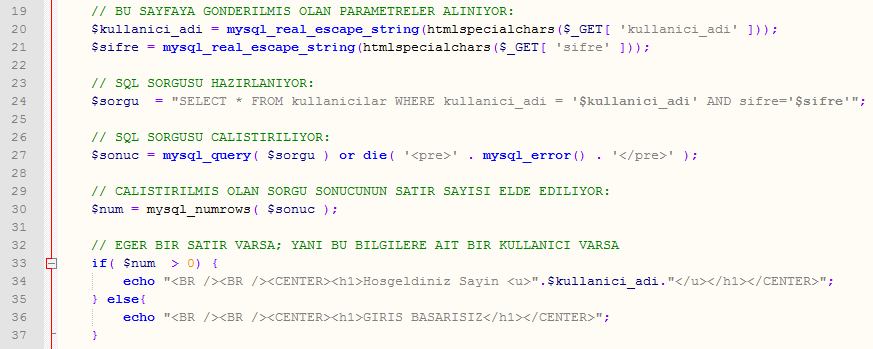 19 // BU SAYFAYA GONDERILMIS OLAN PARAMETRELER ALINIYOR:
20 $kullanici_adi = mysql_real_escape_string(htmlspecialchars($_GET[ 'kullanici_adi' ]));
21 $sifre = mysql_real_escape_string(htmlspecialchars($_GET[ 'sifre' ]));
22
23 // SQL SORGUSU HAZIRLANIYOR:
24 $sorgu  = "SELECT * FROM kullanicilar WHERE kullanici_adi = '$kullanici_adi' AND sifre='$sifre'";
25
26 // SQL SORGUSU CALISTIRILIYOR:
27 $sonuc = mysql_query( $sorgu ) or die( '<pre>' . mysql_error() . '</pre>' );
28
29 // CALISTIRILMIS OLAN SORGU SONUCUNUN SATIR SAYISI ELDE EDILIYOR:
30 $num = mysql_numrows( $sonuc );
31
32 // EGER BIR SATIR VARSA; YANI BU BILGILERE AIT BIR KULLANICI VARSA
33 if( $num  > 0) {
34     echo "<BR /><BR /><CENTER><h1>Hosgeldiniz Sayin <u>".$kullanici_adi."</u></h1></CENTER>";
35 } else{
36     echo "<BR /><BR /><CENTER><h1>GIRIS BASARISIZ</h1></CENTER>";
37 }